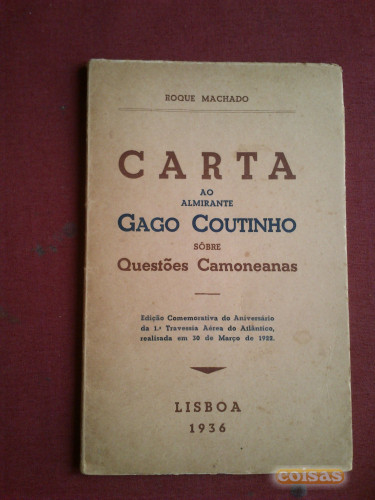 ROQUE MACHADO
CARTA
AO
ALMIRANTE
GAGO COUTINHO
SÔBRE
Questões Camoneanas
Edição Comemorativa do Aniversário
da 1.ª Travessia Aérea do Atlântico,
realizada em 30 de Março de 1922.
LISBOA
1936
coisas